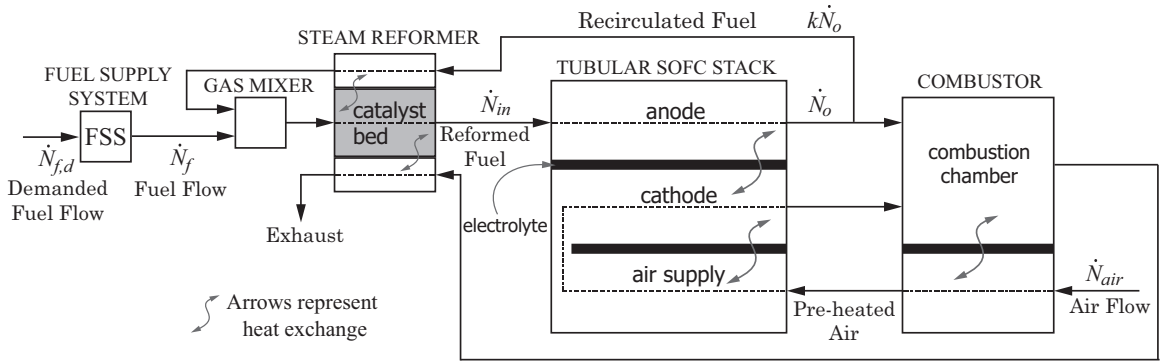 Recirculated Fuel
kṄo
STEAM REFORMER
FUEL SUPPLY
SYSTEM
GAS MIXER
TUBULAR SOFC STACK
COMBUSTOR
FSS
catalyst
bed
Ṅin
anode
Ṅo
Reformed
Fuel
Ṅf,d
Demanded
Fuel Flow
Ṅf
Fuel Flow
combustion
chamber
cathode
electrolyte
Exhaust
air supply
Ṅair
Air Flow
Pre-heated
Air
Arrows represent
heat exchange